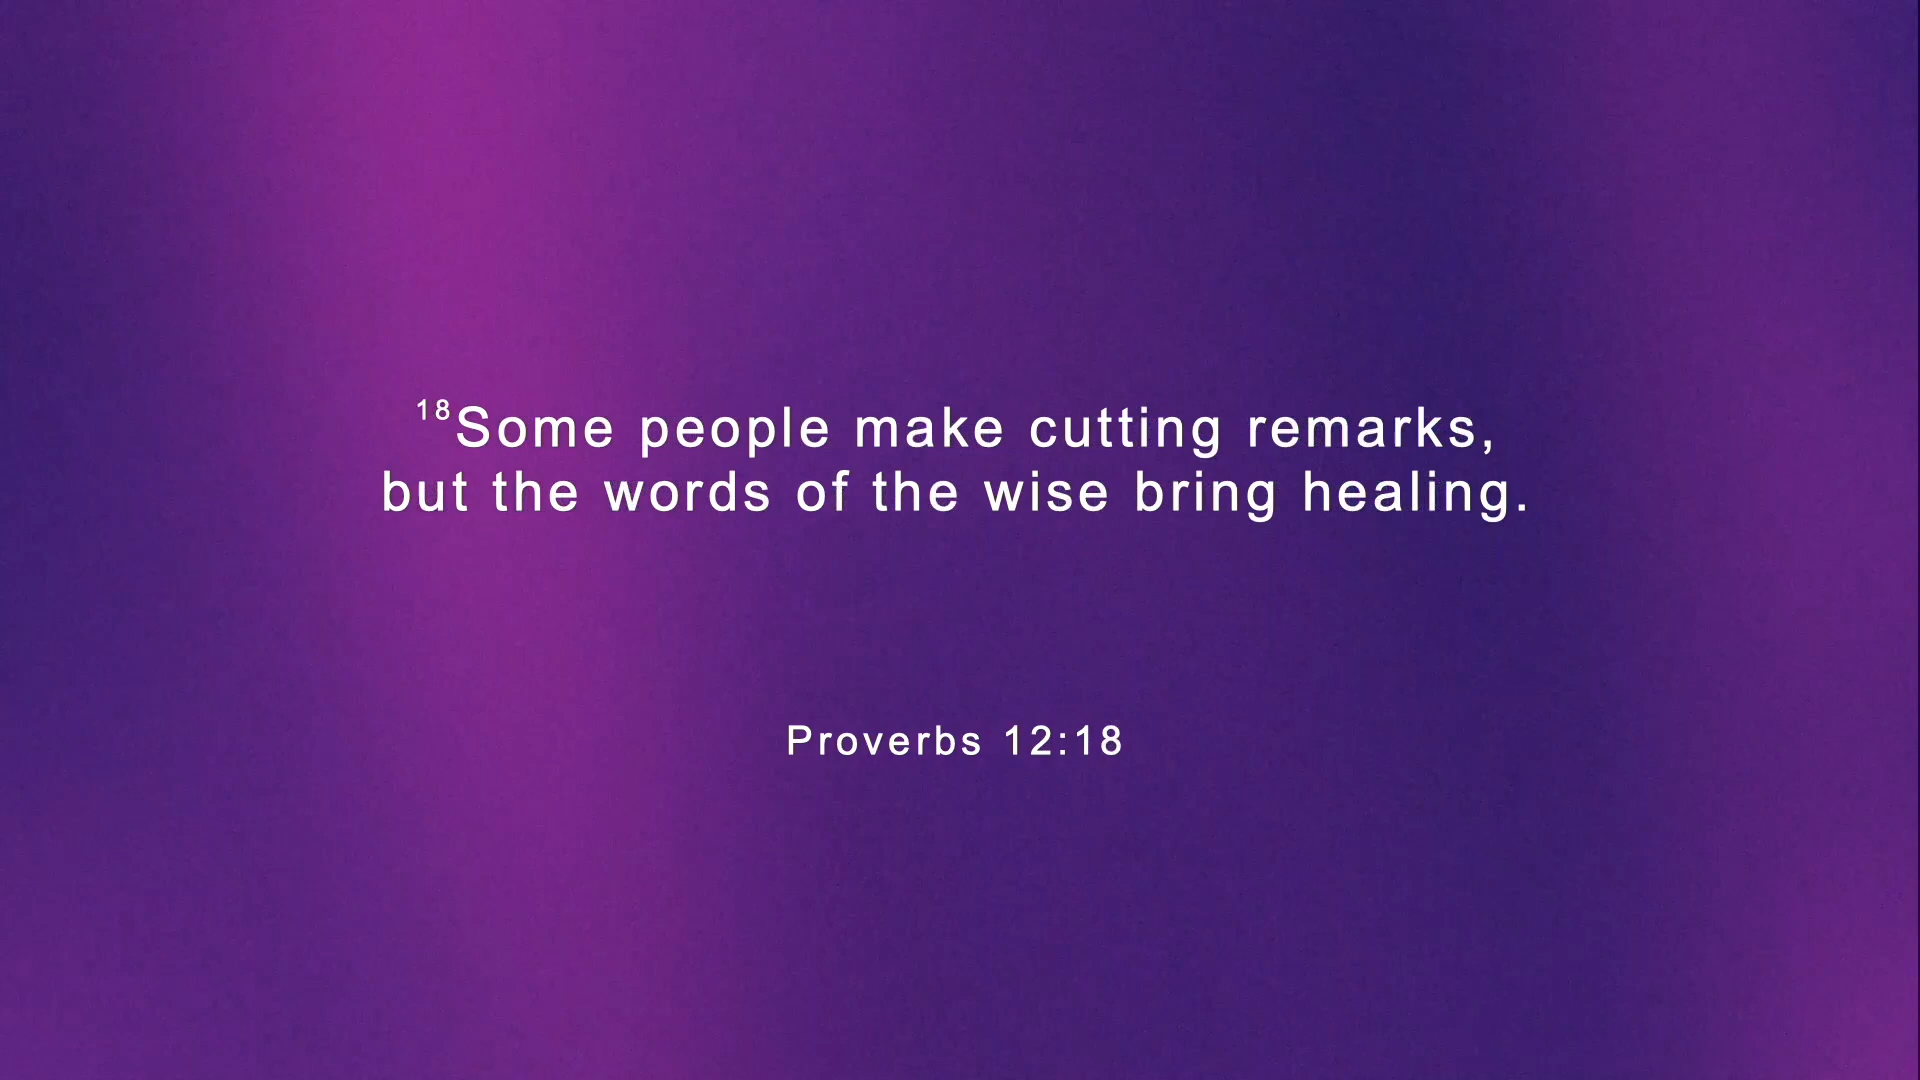 18Some people make cutting remarks,
but the words of the wise bring healing.
Proverbs 12:18